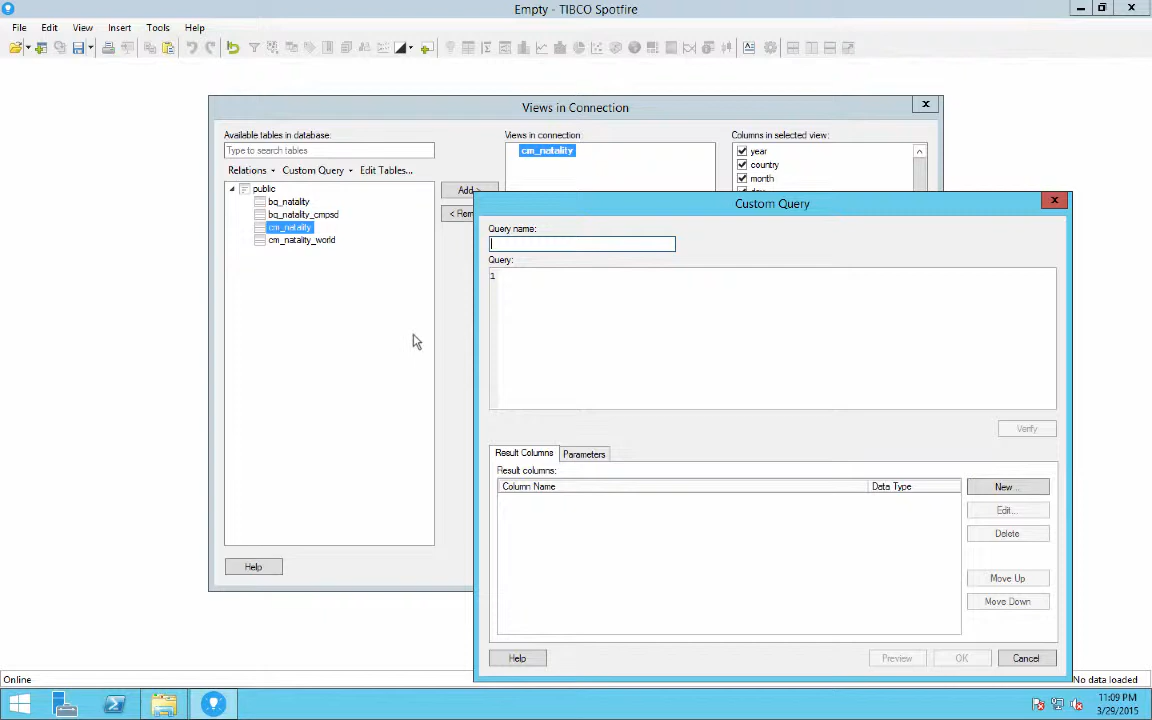 Empty - TIBCO Spotfire
File Edit View Insert Tools Help
Views in Connection
Available tables in database:
Type to search tables
Relations Custom Query Edit Tables...
public
bq_natality
bq_natality_cmpsd
cm_natality
cm_natality_world
Add >
< Rem
Views in connection:
cm_natality
Columns in selected view:
year
country
month
Help
Custom Query
Query name:
Query:
1
Verify
Result Columns Parameters
Result columns:
Column Name Data Type
New...
Edit...
Delete
Move Up
Move Down
Help Preview OK Cancel
Online No data loaded
11:09 PM
3/29/2015